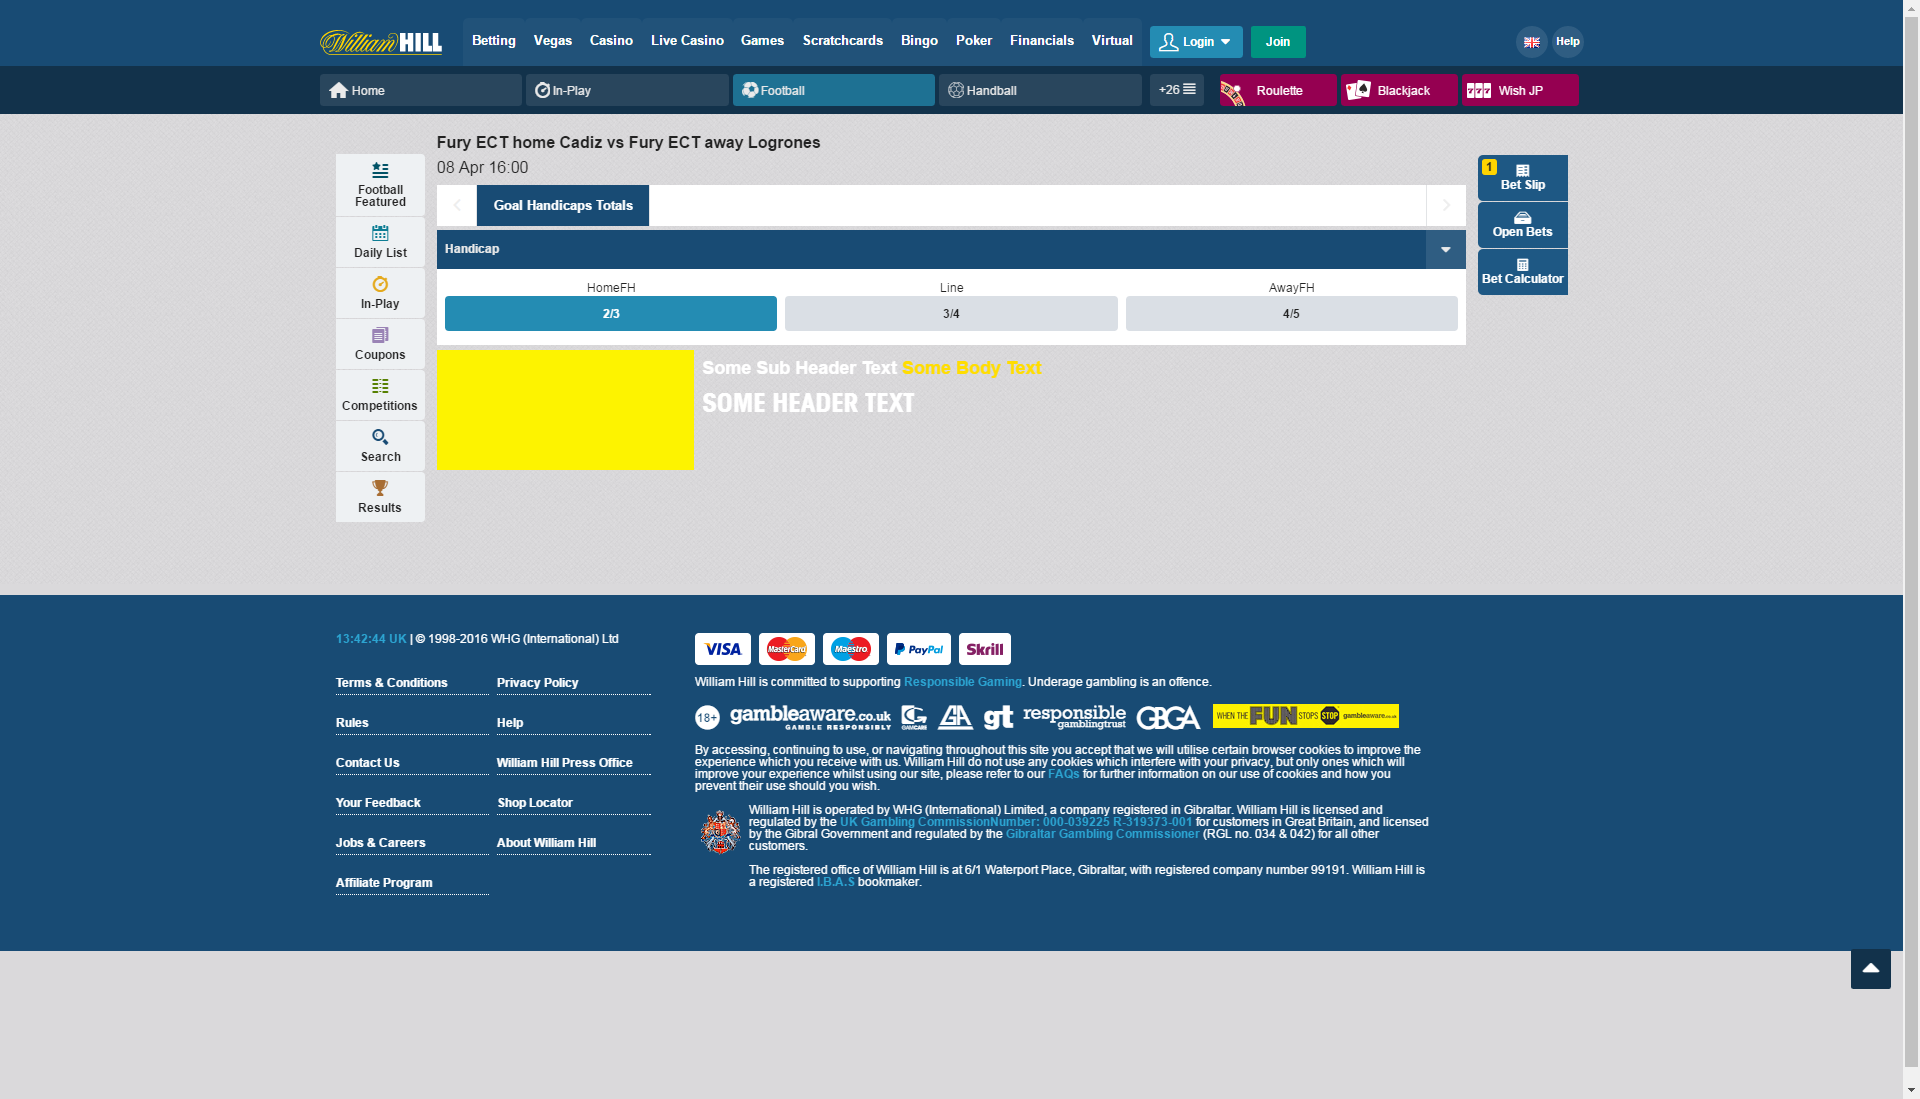 William HILL
Betting Vegas Casino Live Casino Games Scratchcards Bingo Poker Financials Virtual Login Join Help
Home In-Play Football Handball +26 Roulette Blackjack Wish JP
Fury ECT home Cadiz vs Fury ECT away Logrones
08 Apr 16:00
Goal Handicaps Totals
Handicap
HomeFH Line AwayFH
2/3 3/4 4/5
Some Sub Header Text Some Body Text
SOME HEADER TEXT
Football
Featured
Daily List
In-Play
Coupons
Competitions
Search
Results
1
Bet Slip
Open Bets
Bet Calculator
13:42:44 UK | © 1998-2016 WHG (International) Ltd
Terms & Conditions Privacy Policy
Rules Help
Contact Us William Hill Press Office
Your Feedback Shop Locator
Jobs & Careers About William Hill
Affiliate Program
VISA MasterCard Maestro PayPal Skrill
William Hill is committed to supporting Responsible Gaming. Underage gambling is an offence.
18+ gambleaware.co.uk GAMBLE RESPONSIBLY GAMCARE GA gt responsible gamblingtrust GBGA WHEN THE FUN STOPS STOP gambleaware.co.uk
By accessing, continuing to use, or navigating throughout this site you accept that we will utilise certain browser cookies to improve the
experience which you receive with us. William Hill do not use any cookies which interfere with your privacy, but only ones which will
improve your experience whilst using our site, please refer to our FAQs for further information on our use of cookies and how you
prevent their use should you wish.
William Hill is operated by WHG (International) Limited, a company registered in Gibraltar. William Hill is licensed and
regulated by the UK Gambling CommissionNumber: 000-039225 R-319373-001 for customers in Great Britain, and licensed
by the Gibral Government and regulated by the Gibraltar Gambling Commissioner (RGL no. 034 & 042) for all other
customers.
The registered office of William Hill is at 6/1 Waterport Place, Gibraltar, with registered company number 99191. William Hill is
a registered I.B.A.S bookmaker.